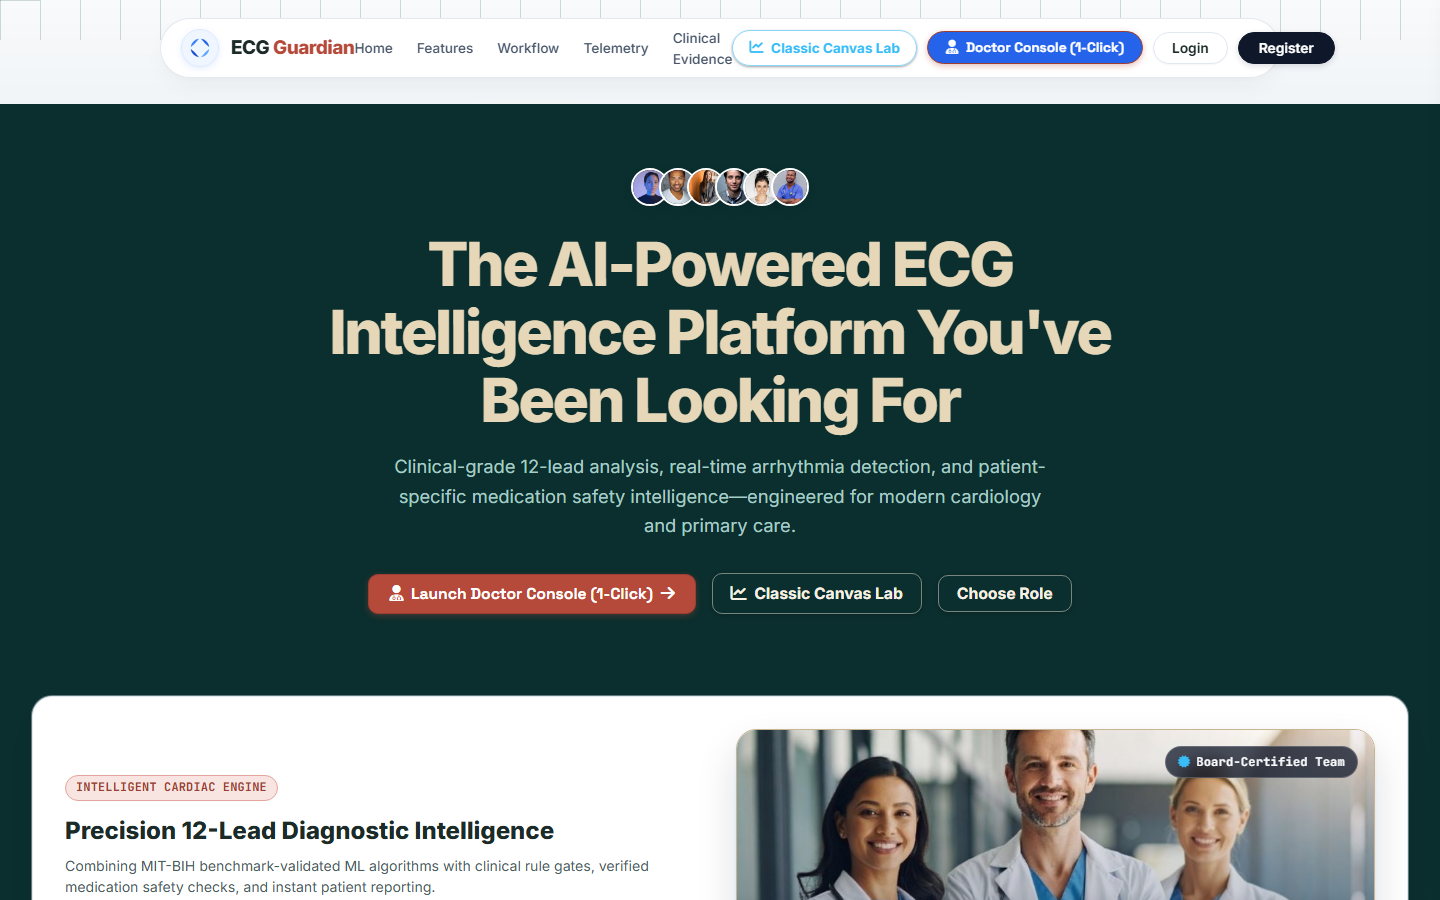 ECG Guardian
Home
Features
Workflow
Telemetry
Clinical
Evidence
Classic Canvas Lab
Doctor Console (1-Click)
Login
Register
The AI-Powered ECG
Intelligence Platform You've
Been Looking For
Clinical-grade 12-lead analysis, real-time arrhythmia detection, and patient-
specific medication safety intelligence—engineered for modern cardiology
and primary care.
Launch Doctor Console (1-Click) →
Classic Canvas Lab
Choose Role
INTELLIGENT CARDIAC ENGINE
Precision 12-Lead Diagnostic Intelligence
Combining MIT-BIH benchmark-validated ML algorithms with clinical rule gates, verified
medication safety checks, and instant patient reporting.
Board-Certified Team